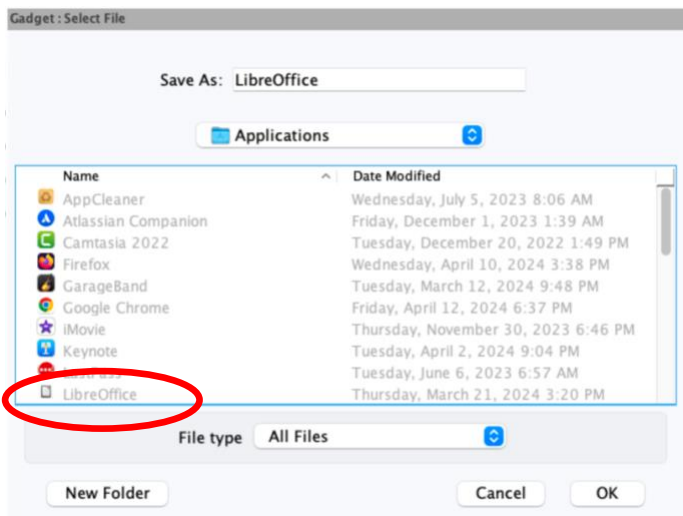 Gadget : Select File
Save As: LibreOffice
Applications
Name Date Modified
AppCleaner Wednesday, July 5, 2023 8:06 AM
Atlassian Companion Friday, December 1, 2023 1:39 AM
Camtasia 2022 Tuesday, December 20, 2022 1:49 PM
Firefox Wednesday, April 10, 2024 3:38 PM
GarageBand Tuesday, March 12, 2024 9:48 PM
Google Chrome Friday, April 12, 2024 6:37 PM
iMovie Thursday, November 30, 2023 6:46 PM
Keynote Tuesday, April 2, 2024 9:04 PM
Tuesday, June 6, 2023 6:57 AM
LibreOffice Thursday, March 21, 2024 3:20 PM
File type All Files
New Folder Cancel OK